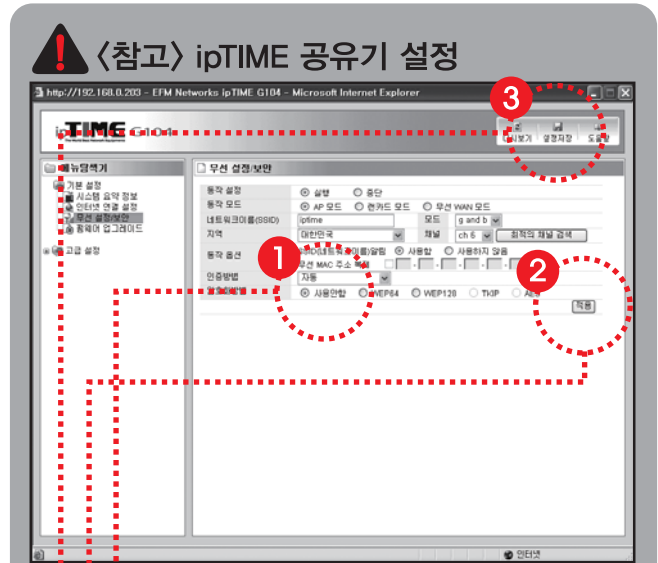 〈참고〉 ipTIME 공유기 설정
http://192.168.0.203 - EFM Networks ipTIME G104 - Microsoft Internet Explorer
3
ipTIME G104
설정저장
메뉴탐색기
무선 설정/보안
기본 설정
시스템 요약 정보
인터넷 연결 설정
무선 설정/보안
펌웨어 업그레이드
고급 설정
동작 설정 실행 중단
동작 모드 AP 모드 랜카드 모드 무선 WAN 모드
네트워크이름(SSID) iptime 모드 g and b
지역 대한민국 채널 ch 6 최적의 채널 검색
동작 옵션 사용함 사용하지 않음
무선 MAC 주소 복제
1
2
인증방법 자동
사용안함 WEP64 WEP128 TKIP
적용
인터넷